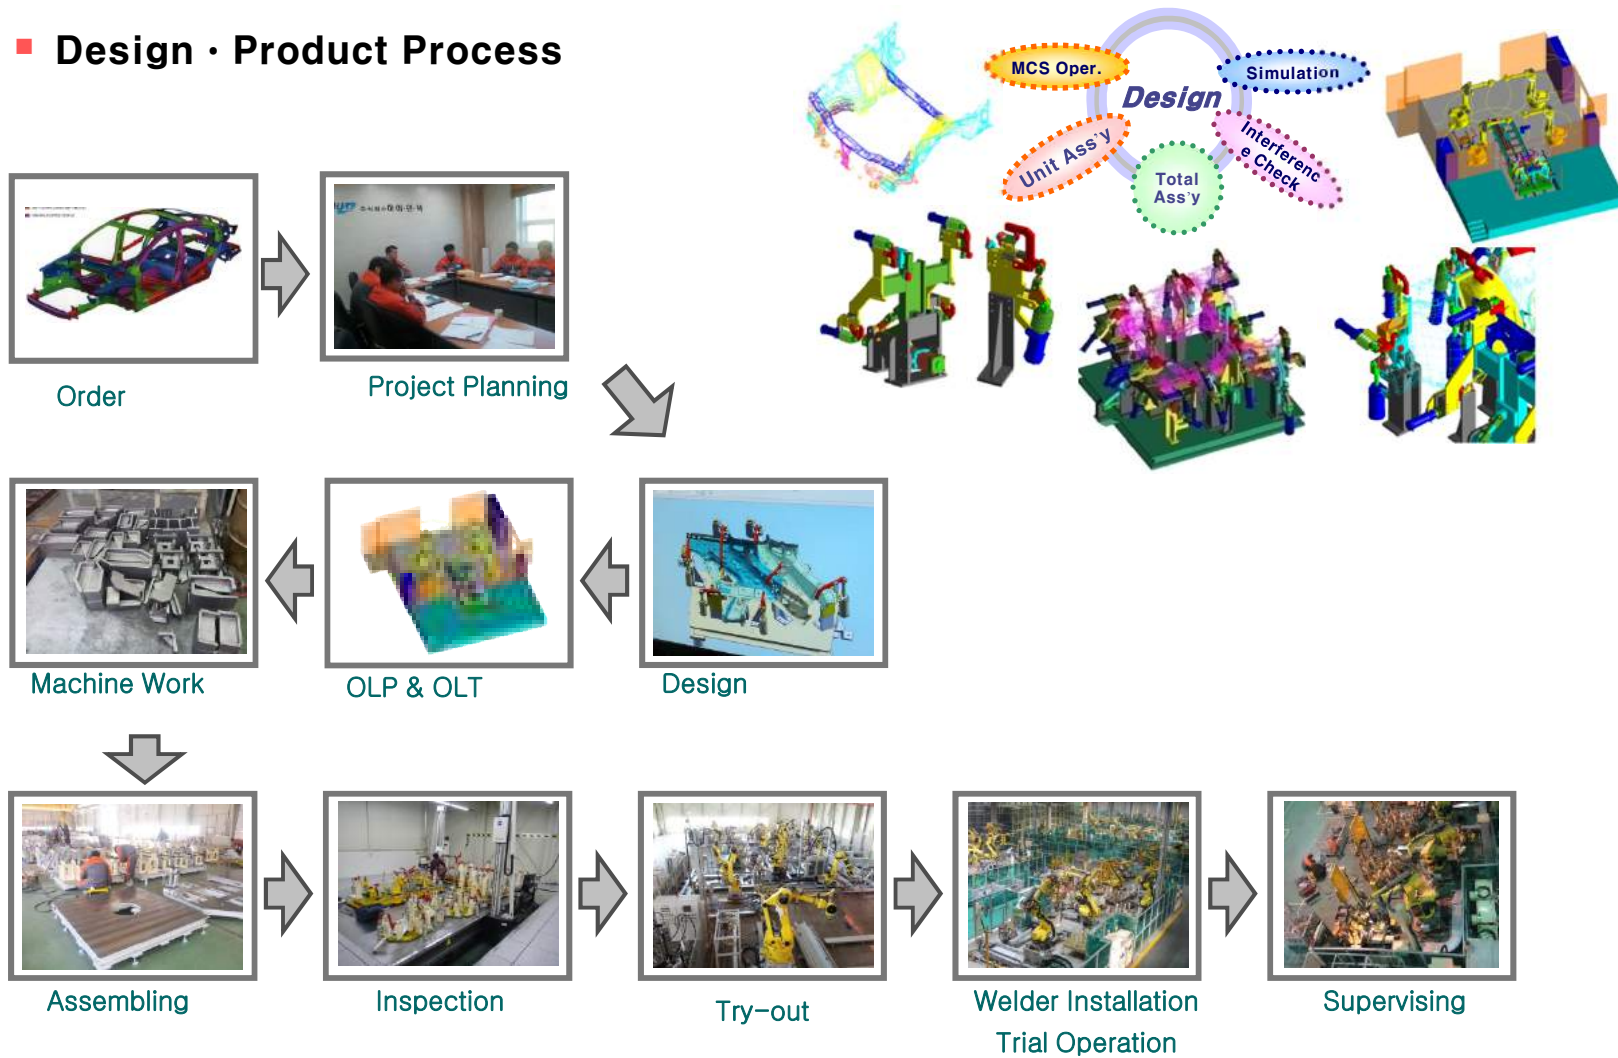 Design · Product Process
MCS Oper.
Simulation
Design
Unit Ass'y
Interferenc
e Check
Total
Ass'y
Order
Project Planning
Machine Work
OLP & OLT
Design
Assembling
Inspection
Try-out
Welder Installation
Trial Operation
Supervising